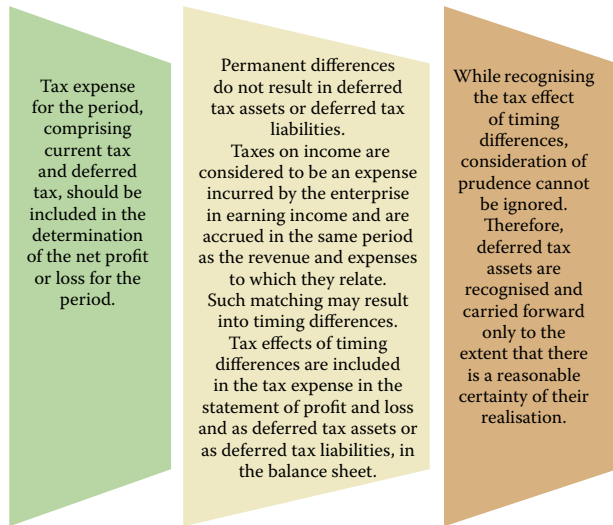 Tax expense
for the period,
comprising
current tax
and deferred
tax, should be
included in the
determination
of the net profit
or loss for the
period.
Permanent differences
do not result in deferred
tax assets or deferred tax
liabilities.
Taxes on income are
considered to be an expense
incurred by the enterprise
in earning income and are
accrued in the same period
as the revenue and expenses
to which they relate.
Such matching may result
into timing differences.
Tax effects of timing
differences are included
in the tax expense in the
statement of profit and loss
and as deferred tax assets or
as deferred tax liabilities, in
the balance sheet.
While recognising
the tax effect
of timing
differences,
consideration of
prudence cannot
be ignored.
Therefore,
deferred tax
assets are
recognised and
carried forward
only to the
extent that there
is a reasonable
certainty of their
realisation.